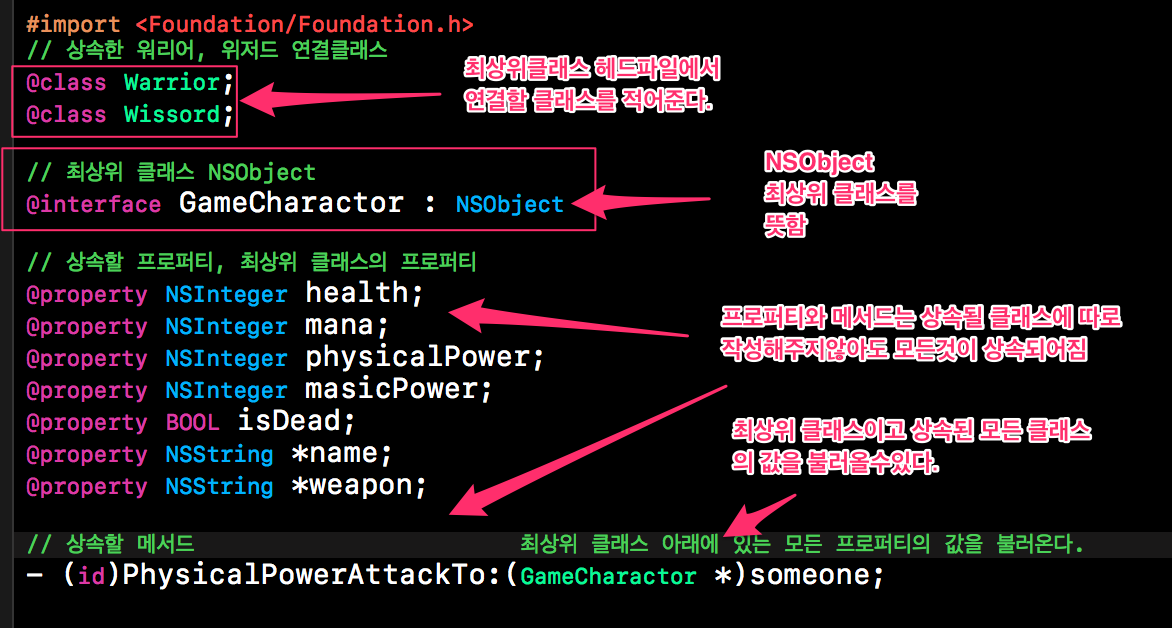 #import <Foundation/Foundation.h>
// 상속한 워리어, 위저드 연결클래스
@class Warrior;
@class Wissord;
최상위클래스 헤드파일에서
연결할 클래스를 적어준다.
// 최상위 클래스 NSObject
@interface GameCharactor : NSObject
NSObject
최상위 클래스를
뜻함
// 상속할 프로퍼티, 최상위 클래스의 프로퍼티
@property NSInteger health;
@property NSInteger mana;
@property NSInteger physicalPower;
@property NSInteger masicPower;
@property BOOL isDead;
@property NSString *name;
@property NSString *weapon;
프로퍼티와 메서드는 상속될 클래스에 따로
작성해주지않아도 모든것이 상속되어짐
최상위 클래스이고 상속된 모든 클래스
의 값을 불러올수있다.
// 상속할 메서드 최상위 클래스 아래에 있는 모든 프로퍼티의 값을 불러온다.
- (id)PhysicalPowerAttackTo:(GameCharactor *)someone;